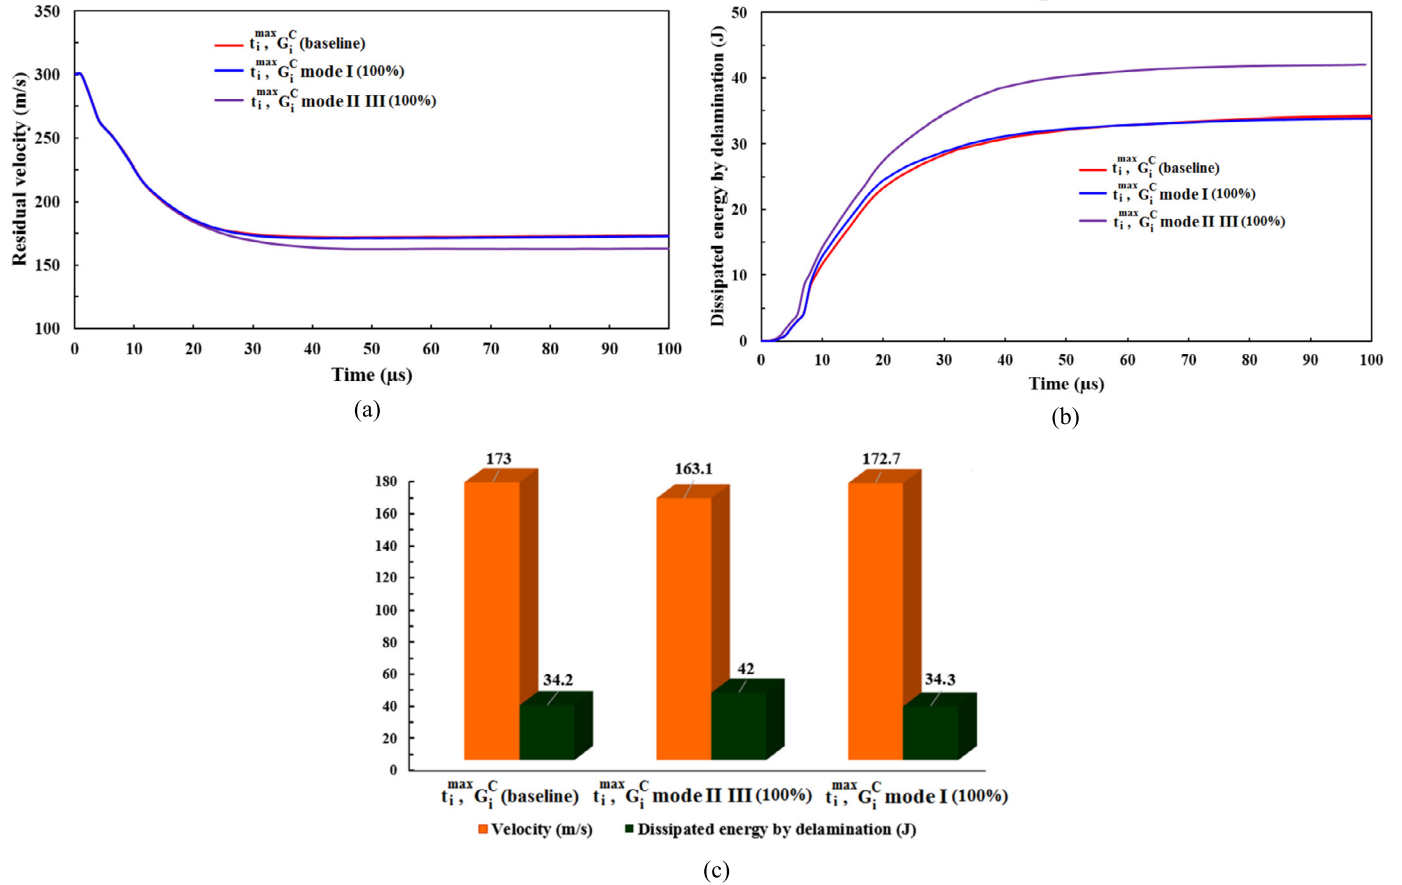 350
300
250
200
150
100
Residual velocity (m/s)
t_i^max, G_i^C (baseline)
t_i^max, G_i^C mode I (100%)
t_i^max, G_i^C mode II III (100%)
0 10 20 30 40 50 60 70 80 90 100
Time (µs)
(a)
50
40
30
20
10
0
Dissipated energy by delamination (J)
t_i^max, G_i^C (baseline)
t_i^max, G_i^C mode I (100%)
t_i^max, G_i^C mode II III (100%)
0 10 20 30 40 50 60 70 80 90 100
Time (µs)
(b)
180
160
140
120
100
80
60
40
20
0
173
34.2
163.1
42
172.7
34.3
t_i^max, G_i^C (baseline)
t_i^max, G_i^C mode II III (100%)
t_i^max, G_i^C mode I (100%)
Velocity (m/s)
Dissipated energy by delamination (J)
(c)